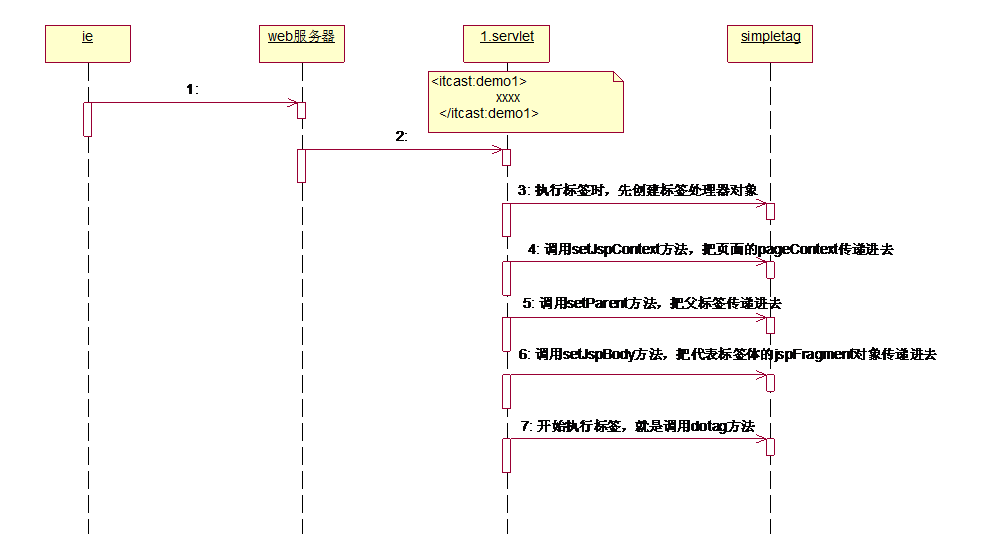 ie
web服务器
1.servlet
simpletag
<itcast:demo1>
xxxx
</itcast:demo1>
1:
2:
3: 执行标签时，先创建标签处理器对象
4: 调用setJspContext方法，把页面的pageContext传递进去
5: 调用setParent方法，把父标签传递进去
6: 调用setJspBody方法，把代表标签体的jspFragment对象传递进去
7: 开始执行标签，就是调用dotag方法